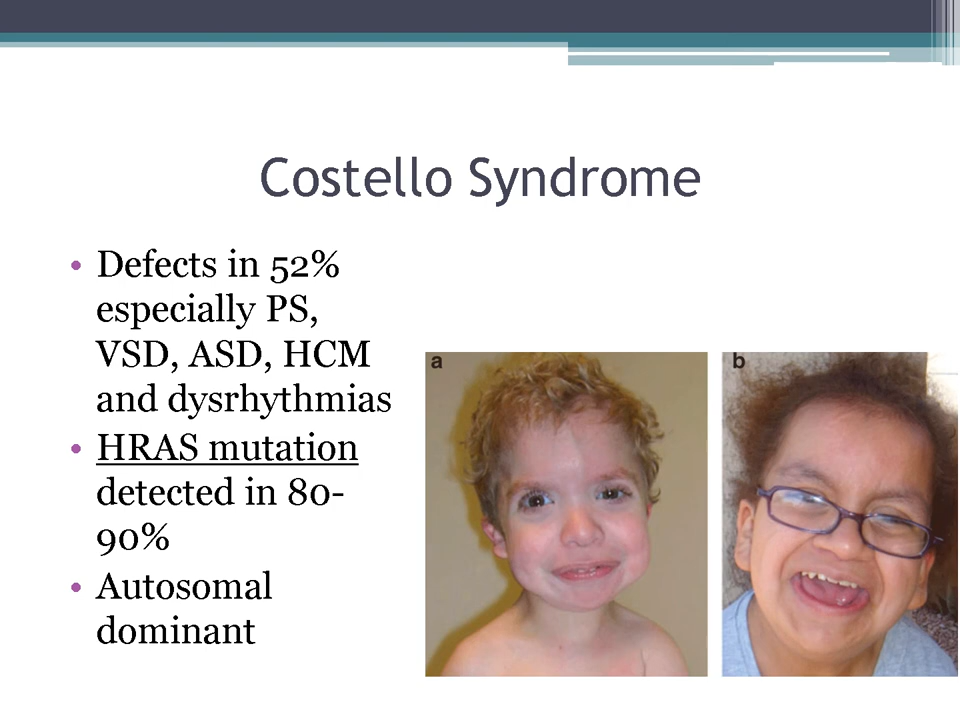 Costello Syndrome
• Defects in 52%
especially PS,
VSD, ASD, HCM
and dysrhythmias
• HRAS mutation
detected in 80-
90%
• Autosomal
dominant
a
b